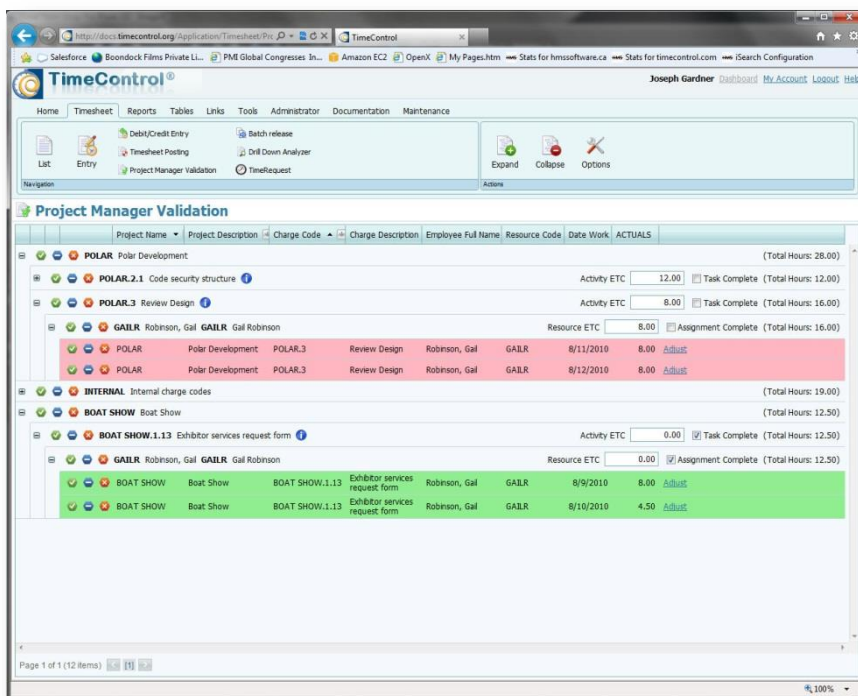 http://docs.timecontrol.org/Application/Timesheet/Prc
TimeControl
Salesforce Boondock Films Private Li... PMI Global Congresses In... Amazon EC2 OpenX My Pages.htm Stats for hmssoftware.ca Stats for timecontrol.com iSearch Configuration
TimeControl®
Joseph Gardner Dashboard My Account Logout Help
Home Timesheet Reports Tables Links Tools Administrator Documentation Maintenance
List Entry Debit/Credit Entry Batch release
Timesheet Posting Drill Down Analyzer
Project Manager Validation TimeRequest
Expand Collapse Options
Navigation Actions
Project Manager Validation
Project Name Project Description Charge Code Charge Description Employee Full Name Resource Code Date Work ACTUALS
POLAR Polar Development (Total Hours: 28.00)
POLAR.2.1 Code security structure Activity ETC 12.00 Task Complete (Total Hours: 12.00)
POLAR.3 Review Design Activity ETC 8.00 Task Complete (Total Hours: 16.00)
GAILR Robinson, Gail GAILR Gail Robinson Resource ETC 8.00 Assignment Complete (Total Hours: 16.00)
POLAR Polar Development POLAR.3 Review Design Robinson, Gail GAILR 8/11/2010 8.00 Adjust
POLAR Polar Development POLAR.3 Review Design Robinson, Gail GAILR 8/12/2010 8.00 Adjust
INTERNAL Internal charge codes (Total Hours: 19.00)
BOAT SHOW Boat Show (Total Hours: 12.50)
BOAT SHOW.1.13 Exhibitor services request form Activity ETC 0.00 Task Complete (Total Hours: 12.50)
GAILR Robinson, Gail GAILR Gail Robinson Resource ETC 0.00 Assignment Complete (Total Hours: 12.50)
BOAT SHOW Boat Show BOAT SHOW.1.13 Exhibitor services request form Robinson, Gail GAILR 8/9/2010 8.00 Adjust
BOAT SHOW Boat Show BOAT SHOW.1.13 Exhibitor services request form Robinson, Gail GAILR 8/10/2010 4.50 Adjust
Page 1 of 1 (12 items) [1]
100%